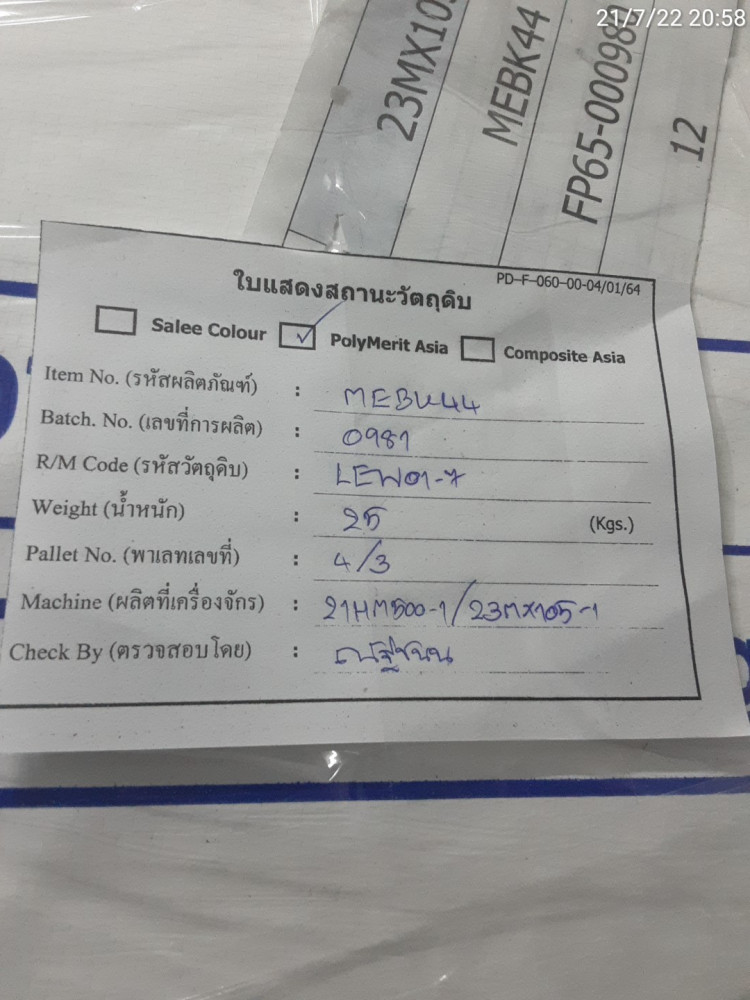 21/7/22 20:58
23MX10
MEBK44
FP65-00098
12
PD-F-060-00-04/01/64
ใบแสดงสถานะวัตถุดิบ
Salee Colour ✓ PolyMerit Asia Composite Asia
Item No. (รหัสผลิตภัณฑ์) : MEBK44
Batch. No. (เลขที่การผลิต) : 0981
R/M Code (รหัสวัตถุดิบ) : LEW01-7
Weight (น้ำหนัก) : 25 (Kgs.)
Pallet No. (พาเลทเลขที่) : 4/3
Machine (ผลิตที่เครื่องจักร) : 21HM500-1/23MX105-1
Check By (ตรวจสอบโดย) :